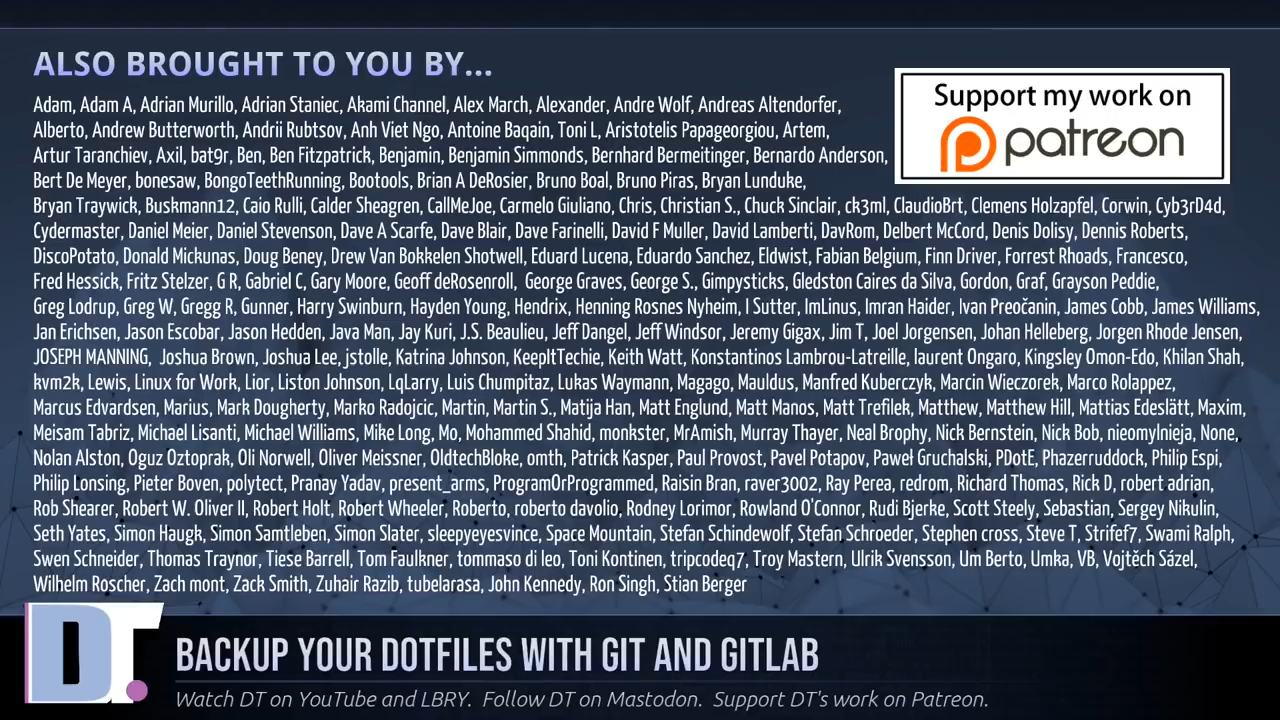 ALSO BROUGHT TO YOU BY...
Adam, Adam A, Adrian Murillo, Adrian Staniec, Akami Channel, Alex March, Alexander, Andre Wolf, Andreas Altendorfer,
Alberto, Andrew Butterworth, Andrii Rubtsov, Anh Viet Ngo, Antoine Baqain, Toni L, Aristotelis Papageorgiou, Artem,
Artur Taranchiev, Axil, bat9r, Ben, Ben Fitzpatrick, Benjamin, Benjamin Simmonds, Bernhard Bermeitinger, Bernardo Anderson,
Bert De Meyer, bonesaw, BongoTeethRunning, Bootools, Brian A DeRosier, Bruno Boal, Bruno Piras, Bryan Lunduke,
Bryan Traywick, Buskmann12, Caio Rulli, Calder Sheagren, CallMeJoe, Carmelo Giuliano, Chris, Christian S., Chuck Sinclair, ck3ml, ClaudioBrt, Clemens Holzapfel, Corwin, Cyb3rD4d,
Cydermaster, Daniel Meier, Daniel Stevenson, Dave A Scarfe, Dave Blair, Dave Farinelli, David F Muller, David Lamberti, DavRom, Delbert McCord, Denis Dolisy, Dennis Roberts,
DiscoPotato, Donald Mickunas, Doug Beney, Drew Van Bokkelen Shotwell, Eduard Lucena, Eduardo Sanchez, Eldwist, Fabian Belgium, Finn Driver, Forrest Rhoads, Francesco,
Fred Hessick, Fritz Stelzer, G R, Gabriel C, Gary Moore, Geoff deRosenroll, George Graves, George S., Gimpysticks, Gledston Caires da Silva, Gordon, Graf, Grayson Peddie,
Greg Lodrup, Greg W, Gregg R, Gunner, Harry Swinburn, Hayden Young, Hendrix, Henning Rosnes Nyheim, I Sutter, ImLinus, Imran Haider, Ivan Preočanin, James Cobb, James Williams,
Jan Erichsen, Jason Escobar, Jason Hedden, Java Man, Jay Kuri, J.S. Beaulieu, Jeff Dangel, Jeff Windsor, Jeremy Gigax, Jim T, Joel Jorgensen, Johan Helleberg, Jorgen Rhode Jensen,
JOSEPH MANNING, Joshua Brown, Joshua Lee, jstolle, Katrina Johnson, KeepItTechie, Keith Watt, Konstantinos Lambrou-Latreille, laurent Ongaro, Kingsley Omon-Edo, Khilan Shah,
kvm2k, Lewis, Linux for Work, Lior, Liston Johnson, LqLarry, Luis Chumpitaz, Lukas Waymann, Magago, Mauldus, Manfred Kuberczyk, Marcin Wieczorek, Marco Rolappez,
Marcus Edvardsen, Marius, Mark Dougherty, Marko Radojcic, Martin, Martin S., Matija Han, Matt Englund, Matt Manos, Matt Trefilek, Matthew, Matthew Hill, Mattias Edeslätt, Maxim,
Meisam Tabriz, Michael Lisanti, Michael Williams, Mike Long, Mo, Mohammed Shahid, monkster, MrAmish, Murray Thayer, Neal Brophy, Nick Bernstein, Nick Bob, nieomylnieja, None,
Nolan Alston, Oguz Oztoprak, Oli Norwell, Oliver Meissner, OldtechBloke, omth, Patrick Kasper, Paul Provost, Pavel Potapov, Paweł Gruchalski, PDotE, Phazerruddock, Philip Espi,
Philip Lonsing, Pieter Boven, polytect, Pranay Yadav, present_arms, ProgramOrProgrammed, Raisin Bran, raver3002, Ray Perea, redrom, Richard Thomas, Rick D, robert adrian,
Rob Shearer, Robert W. Oliver II, Robert Holt, Robert Wheeler, Roberto, roberto davolio, Rodney Lorimor, Rowland O'Connor, Rudi Bjerke, Scott Steely, Sebastian, Sergey Nikulin,
Seth Yates, Simon Haugk, Simon Samtleben, Simon Slater, sleepyeyesvince, Space Mountain, Stefan Schindewolf, Stefan Schroeder, Stephen cross, Steve T, Strifef7, Swami Ralph,
Swen Schneider, Thomas Traynor, Tiese Barrell, Tom Faulkner, tommaso di leo, Toni Kontinen, tripcodeq7, Troy Mastern, Ulrik Svensson, Um Berto, Umka, VB, Vojtěch Sázel,
Wilhelm Roscher, Zach mont, Zack Smith, Zuhair Razib, tubelarasa, John Kennedy, Ron Singh, Stian Berger
Support my work on
patreon
DT.
BACKUP YOUR DOTFILES WITH GIT AND GITLAB
Watch DT on YouTube and LBRY. Follow DT on Mastodon. Support DT's work on Patreon.